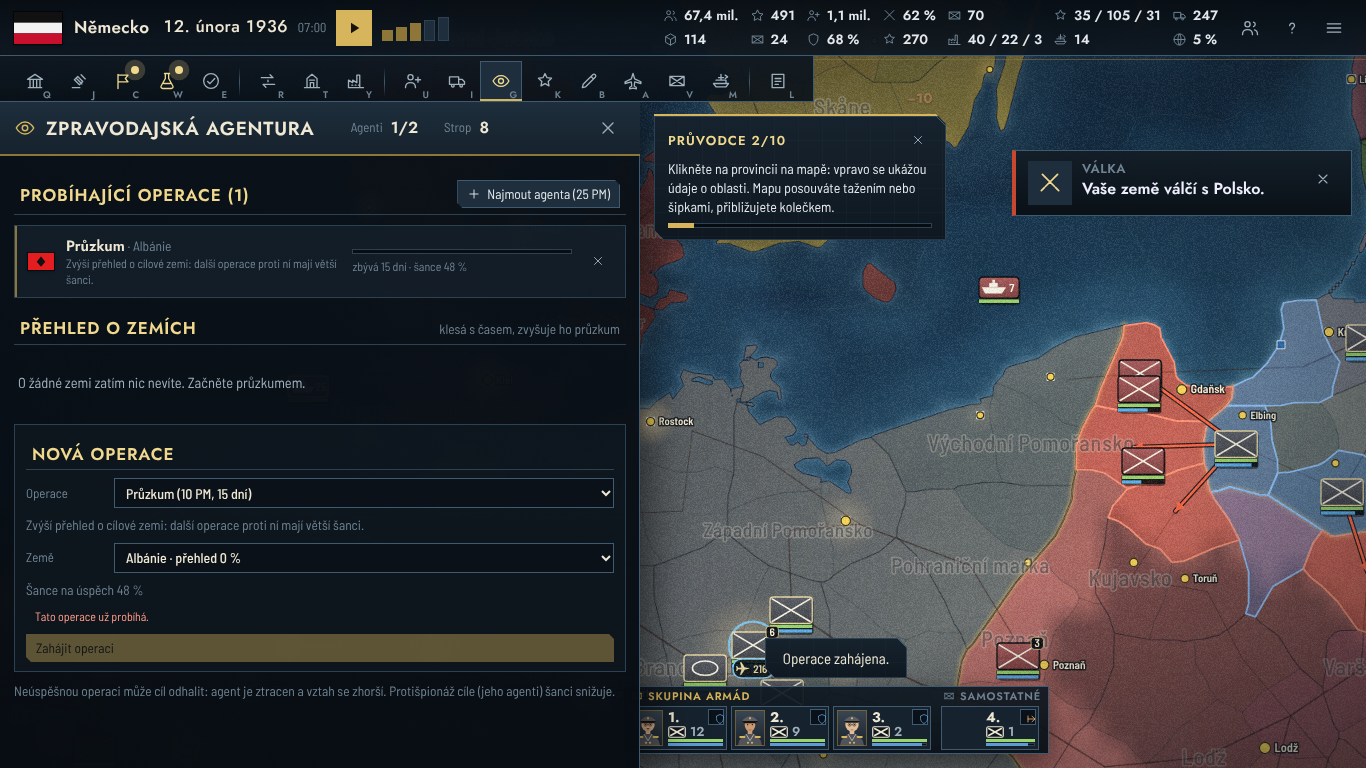 Německo 12. února 1936 07:00
67,4 mil. 491 1,1 mil. 62 % 70 35 / 105 / 31 247
114 24 68 % 270 40 / 22 / 3 14 5 %
Q J C W E R T Y U I G K B A V M L
ZPRAVODAJSKÁ AGENTURA Agenti 1/2 Strop 8
PROBÍHAJÍCÍ OPERACE (1) Najmout agenta (25 PM)
Průzkum · Albánie
Zvýší přehled o cílové zemi: další operace proti ní mají větší
šanci.
zbývá 15 dní · šance 48 %
PŘEHLED O ZEMÍCH klesá s časem, zvyšuje ho průzkum
O žádné zemi zatím nic nevíte. Začněte průzkumem.
NOVÁ OPERACE
Operace Průzkum (10 PM, 15 dní)
Zvýší přehled o cílové zemi: další operace proti ní mají větší šanci.
Země Albánie · přehled 0 %
Šance na úspěch 48 %
Tato operace už probíhá.
Zahájit operaci
Neúspěšnou operaci může cíl odhalit: agent je ztracen a vztah se zhorší. Protišpionáž cíle (jeho agenti) šanci snižuje.
Skåne
-10
PRŮVODCE 2/10
Klikněte na provincii na mapě: vpravo se ukážou
údaje o oblasti. Mapu posouváte tažením nebo
šipkami, přibližujete kolečkem.
VÁLKA
Vaše země válčí s Polsko.
7
Gdaňsk
Elbing
Rostock
Východní Pomořansko
Západní Pomořansko
Pohraniční marka
Kujavsko
Toruň
Poznaň
3
Poznaň
6
216
Operace zahájena.
SKUPINA ARMÁD SAMOSTATNÉ
1. 12
2. 9
3. 2
4. 1
Lodž
Lodž